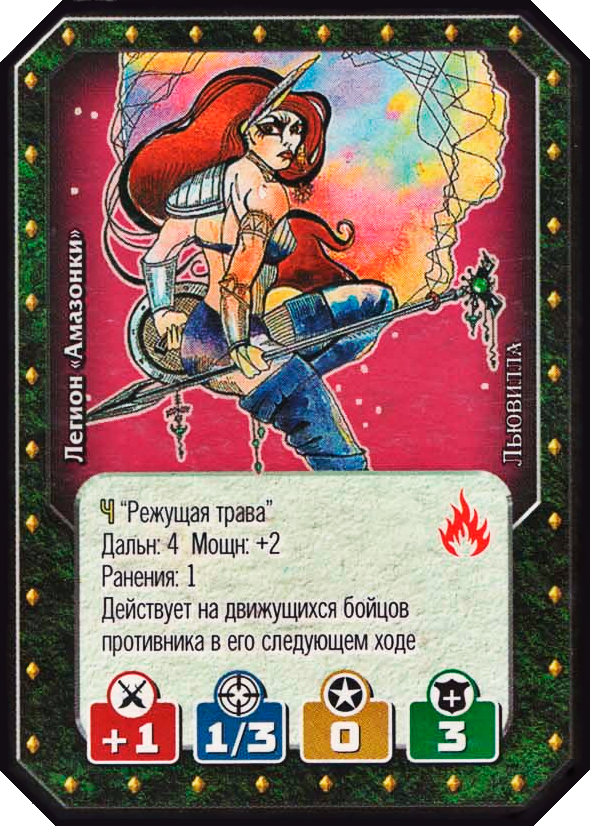 Легион «Амазонки»
Льювилла
Ч “Режущая трава”
Дальн: 4 Мощн: +2
Ранения: 1
Действует на движущихся бойцов
противника в его следующем ходе
+1
1/3
0
3